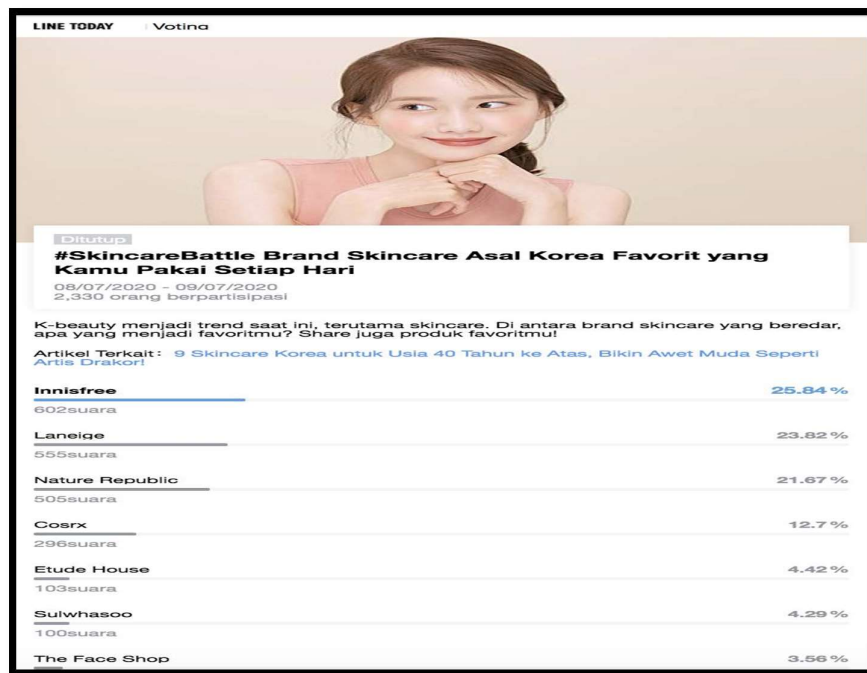 LINE TODAY Voting
Ditutup
#SkincareBattle Brand Skincare Asal Korea Favorit yang
Kamu Pakai Setiap Hari
08/07/2020 - 09/07/2020
2,330 orang berpartisipasi
K-beauty menjadi trend saat ini, terutama skincare. Di antara brand skincare yang beredar,
apa yang menjadi favoritmu? Share juga produk favoritmu!
Artikel Terkait: 9 Skincare Korea untuk Usia 40 Tahun ke Atas, Bikin Awet Muda Seperti
Artis Drakor!
Innisfree 25.84%
602suara
Laneige 23.82%
555suara
Nature Republic 21.67%
505suara
Cosrx 12.7%
296suara
Etude House 4.42%
103suara
Sulwhasoo 4.29%
100suara
The Face Shop 3.56%